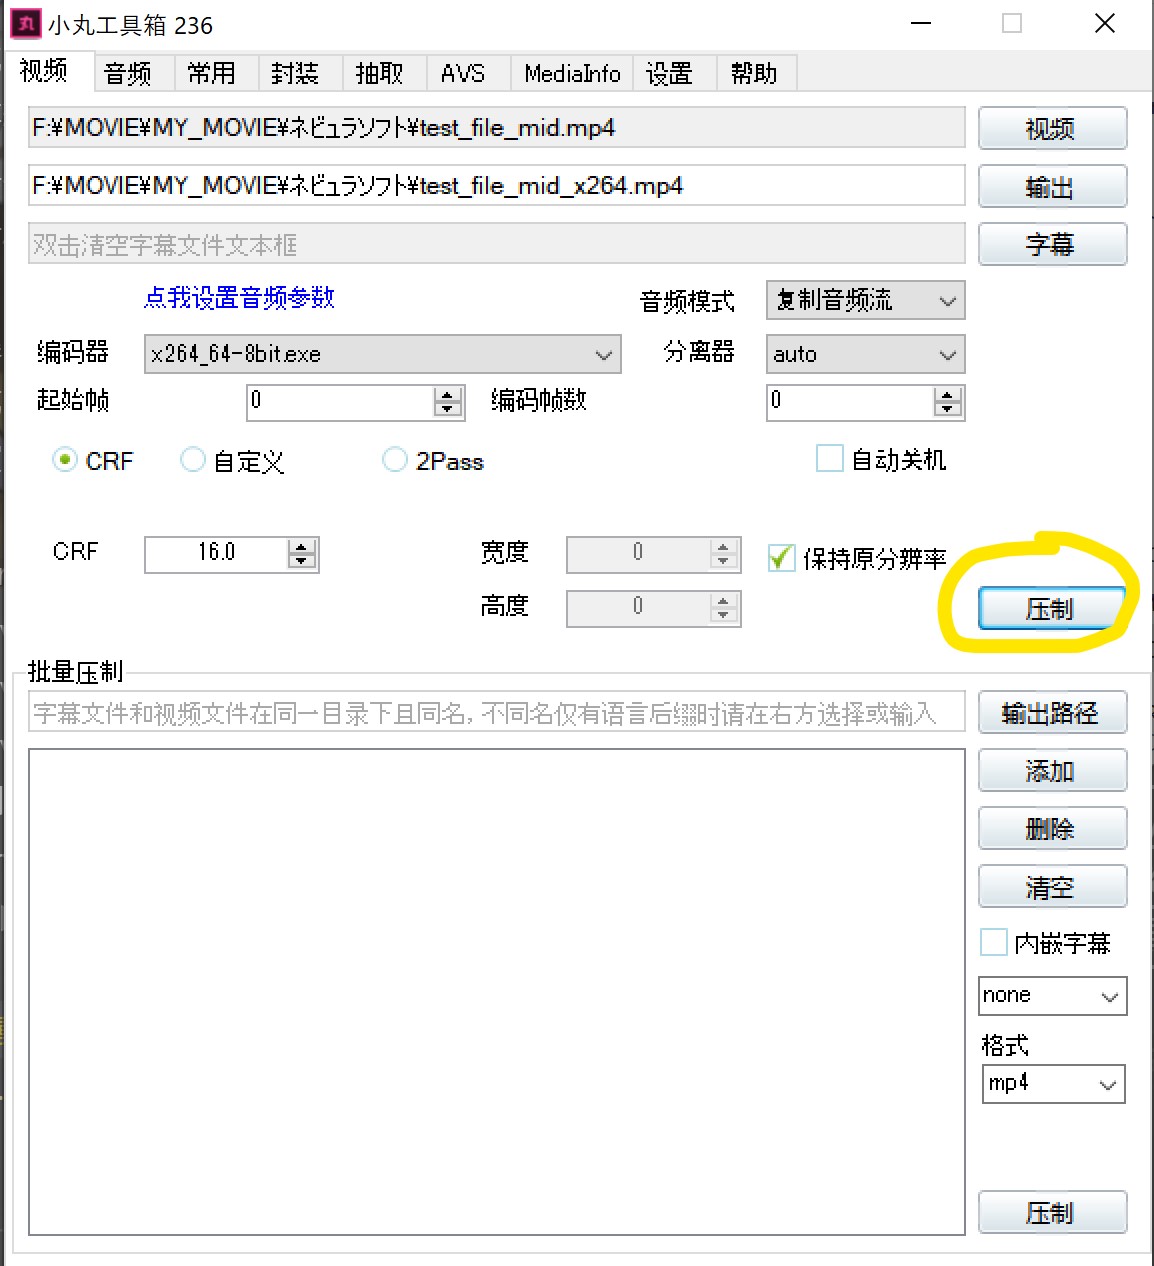 小丸工具箱 236
视频 音频 常用 封装 抽取 AVS MediaInfo 设置 帮助
F:¥MOVIE¥MY_MOVIE¥ネビュラソフト¥test_file_mid.mp4 视频
F:¥MOVIE¥MY_MOVIE¥ネビュラソフト¥test_file_mid_x264.mp4 输出
双击清空字幕文件文本框 字幕
点我设置音频参数 音频模式 复制音频流
编码器 x264_64-8bit.exe 分离器 auto
起始帧 0 编码帧数 0
CRF 自定义 2Pass 自动关机
CRF 16.0 宽度 0 保持原分辨率
高度 0 压制
批量压制
字幕文件和视频文件在同一目录下且同名, 不同名仅有语言后缀时请在右方选择或输入 输出路径
添加
删除
清空
内嵌字幕
none
格式
mp4
压制